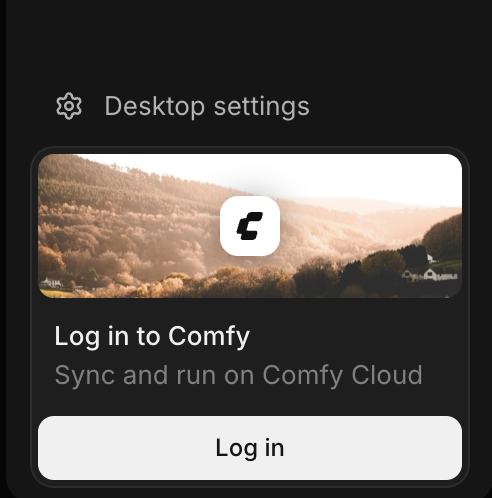 Desktop settings
Log in to Comfy
Sync and run on Comfy Cloud
Log in